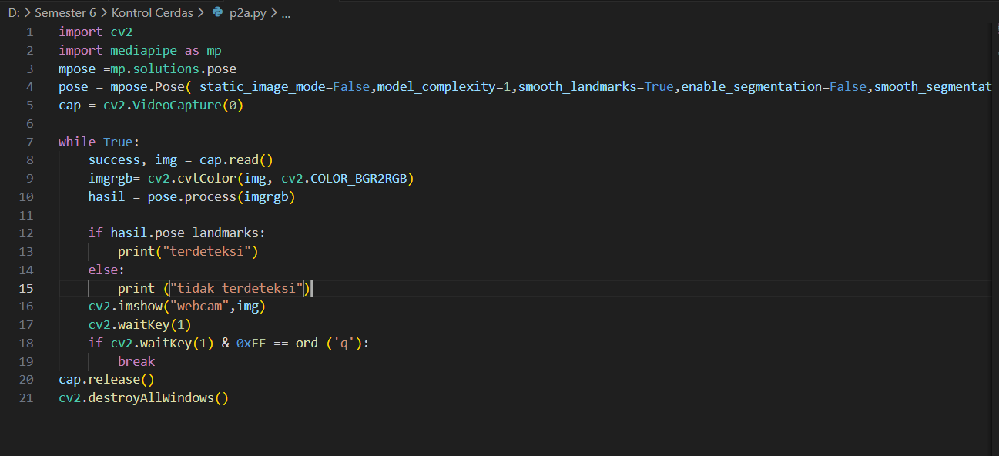 D: > Semester 6 > Kontrol Cerdas > p2a.py > ...
1 import cv2
2 import mediapipe as mp
3 mpose =mp.solutions.pose
4 pose = mpose.Pose( static_image_mode=False,model_complexity=1,smooth_landmarks=True,enable_segmentation=False,smooth_segmentat
5 cap = cv2.VideoCapture(0)
6
7 while True:
8     success, img = cap.read()
9     imgrgb= cv2.cvtColor(img, cv2.COLOR_BGR2RGB)
10     hasil = pose.process(imgrgb)
11
12     if hasil.pose_landmarks:
13         print("terdeteksi")
14     else:
15         print ("tidak terdeteksi")
16     cv2.imshow("webcam",img)
17     cv2.waitKey(1)
18     if cv2.waitKey(1) & 0xFF == ord ('q'):
19         break
20 cap.release()
21 cv2.destroyAllWindows()